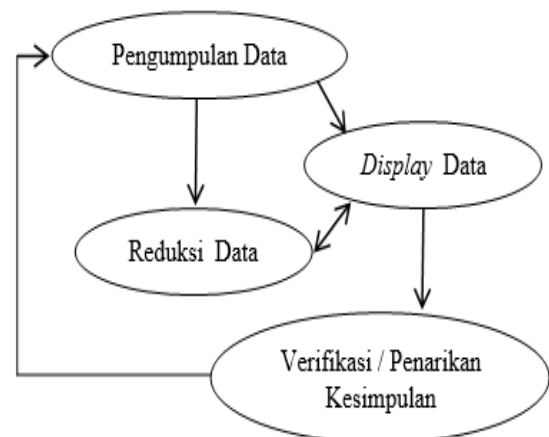 Pengumpulan Data
Display Data
Reduksi Data
Verifikasi / Penarikan
Kesimpulan